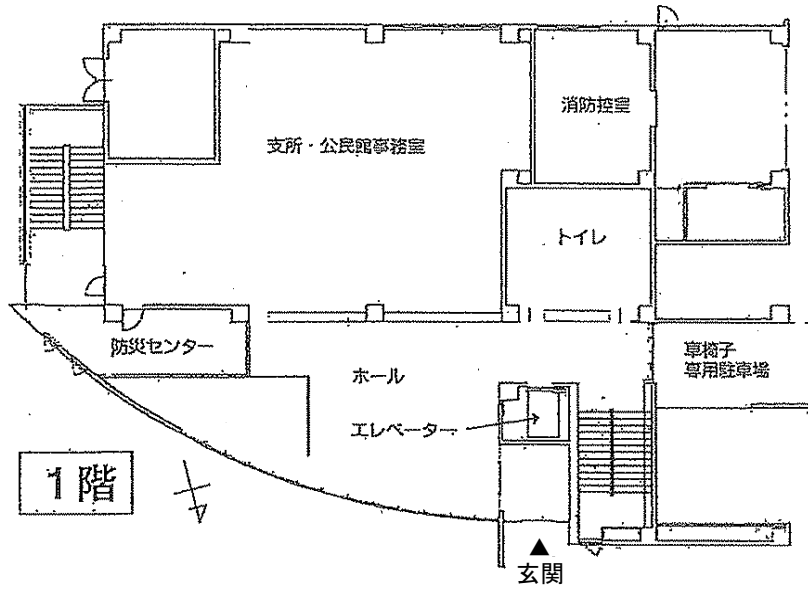 消防控室
支所・公民館事務室
トイレ
防災センター
車椅子
専用駐車場
ホール
エレベーター
1階
▲
玄関